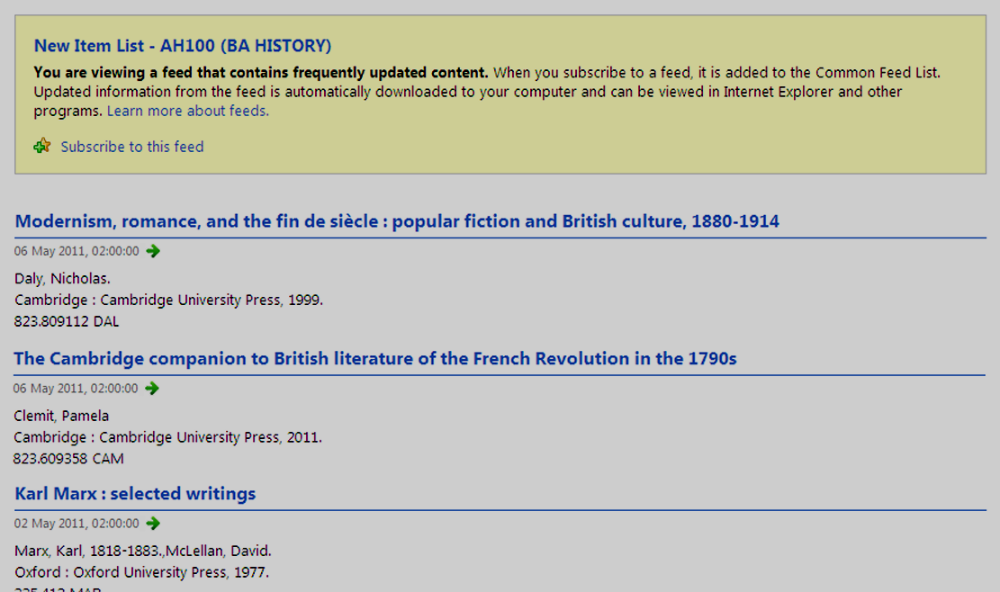 New Item List - AH100 (BA HISTORY)
You are viewing a feed that contains frequently updated content. When you subscribe to a feed, it is added to the Common Feed List.
Updated information from the feed is automatically downloaded to your computer and can be viewed in Internet Explorer and other
programs. Learn more about feeds.
Subscribe to this feed
Modernism, romance, and the fin de siècle : popular fiction and British culture, 1880-1914
06 May 2011, 02:00:00
Daly, Nicholas.
Cambridge : Cambridge University Press, 1999.
823.809112 DAL
The Cambridge companion to British literature of the French Revolution in the 1790s
06 May 2011, 02:00:00
Clemit, Pamela
Cambridge : Cambridge University Press, 2011.
823.609358 CAM
Karl Marx : selected writings
02 May 2011, 02:00:00
Marx, Karl, 1818-1883.,McLellan, David.
Oxford : Oxford University Press, 1977.